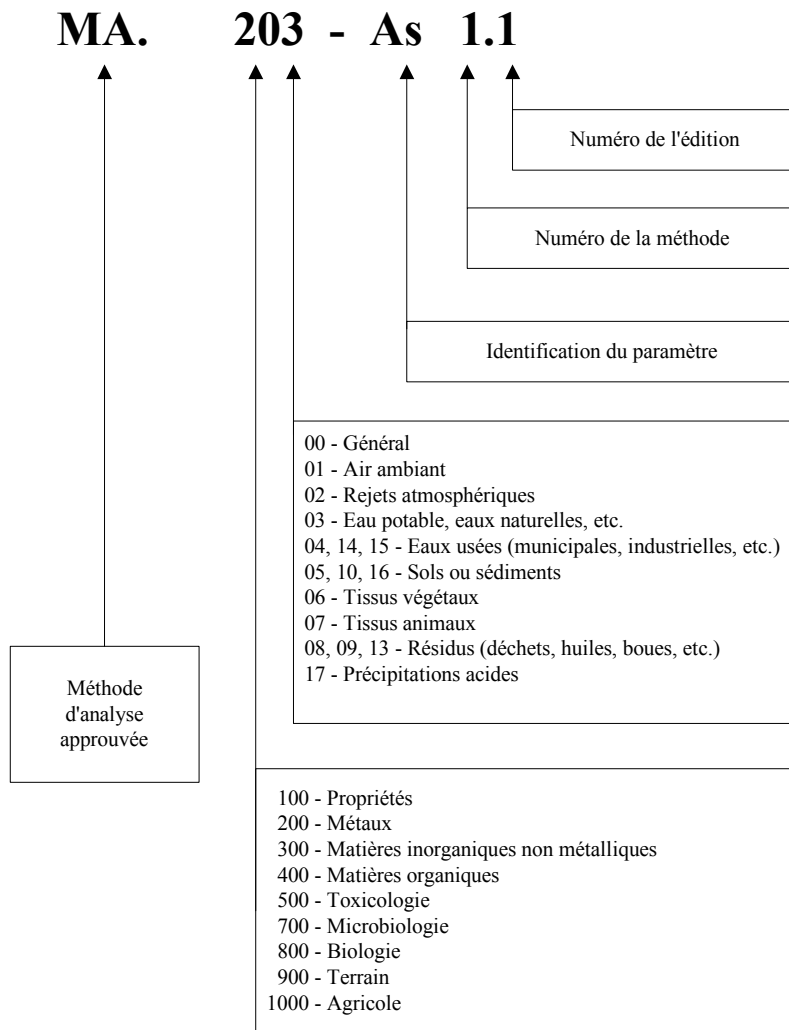 MA. 203 - As 1.1
Numéro de l'édition
Numéro de la méthode
Identification du paramètre
00 - Général
01 - Air ambiant
02 - Rejets atmosphériques
03 - Eau potable, eaux naturelles, etc.
04, 14, 15 - Eaux usées (municipales, industrielles, etc.)
05, 10, 16 - Sols ou sédiments
06 - Tissus végétaux
07 - Tissus animaux
08, 09, 13 - Résidus (déchets, huiles, boues, etc.)
17 - Précipitations acides
Méthode
d'analyse
approuvée
100 - Propriétés
200 - Métaux
300 - Matières inorganiques non métalliques
400 - Matières organiques
500 - Toxicologie
700 - Microbiologie
800 - Biologie
900 - Terrain
1000 - Agricole